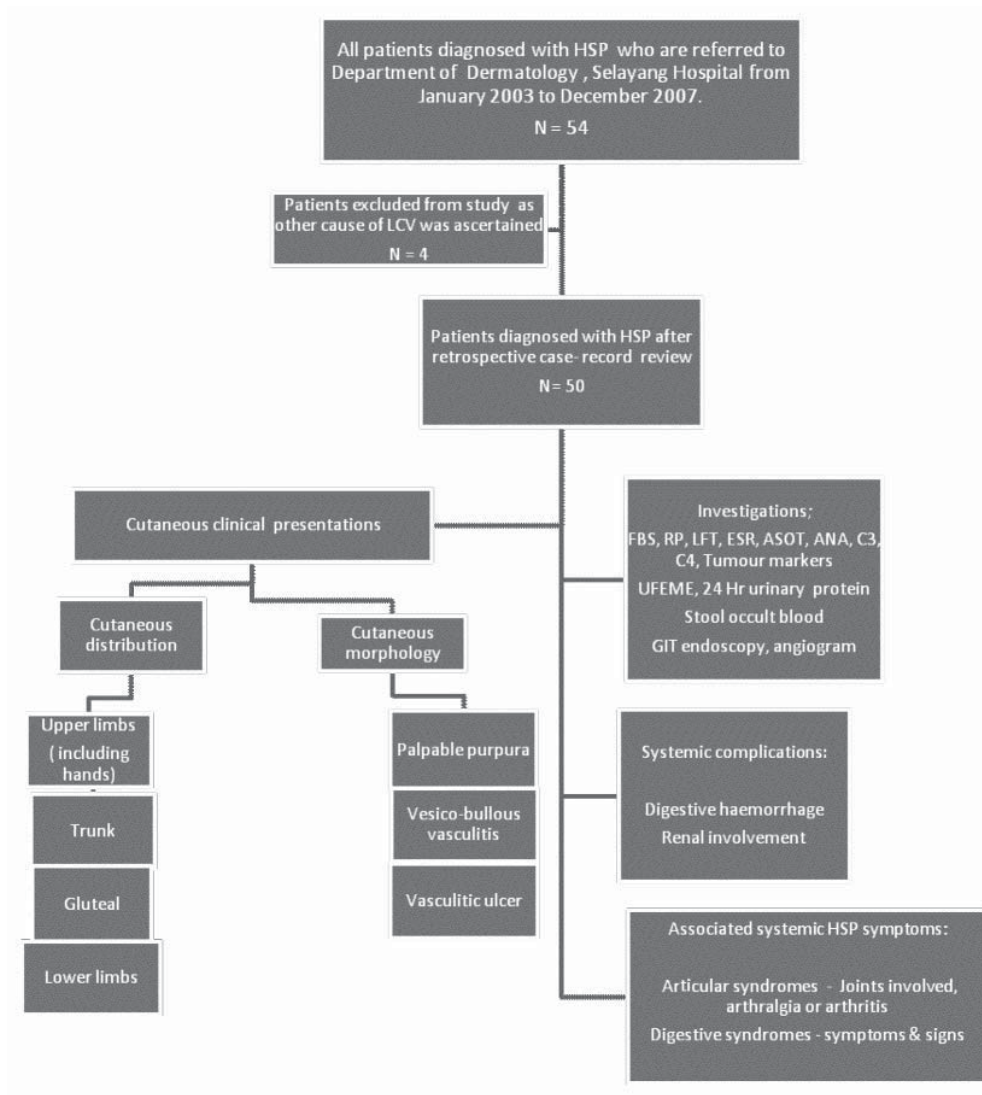 All patients diagnosed with HSP who are referred to
Department of Dermatology , Selayang Hospital from
January 2003 to December 2007.
N = 54
Patients excluded from study as
other cause of LCV was ascertained
N = 4
Patients diagnosed with HSP after
retrospective case- record review
N= 50
Cutaneous clinical presentations
Cutaneous
distribution
Cutaneous
morphology
Upper limbs
( including
hands)
Trunk
Gluteal
Lower limbs
Palpable purpura
Vesico-bullous
vasculitis
Vasculitic ulcer
Investigations;
FBS, RP, LFT, ESR, ASOT, ANA, C3,
C4, Tumour markers
UFEME, 24 Hr urinary protein
Stool occult blood
GIT endoscopy, angiogram
Systemic complications:
Digestive haemorrhage
Renal involvement
Associated systemic HSP symptoms:
Articular syndromes - Joints involved,
arthralgia or arthritis
Digestive syndromes - symptoms & signs